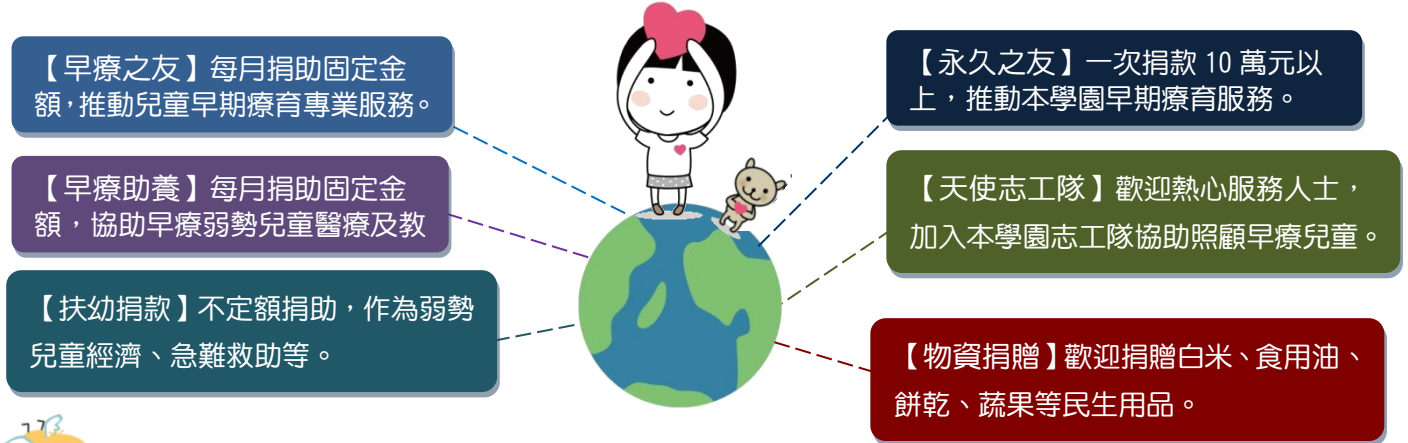 【早療之友】每月捐助固定金
額，推動兒童早期療育專業服務。
【早療助養】每月捐助固定金
額，協助早療弱勢兒童醫療及教
【扶幼捐款】不定額捐助，作為弱勢
兒童經濟、急難救助等。
【永久之友】一次捐款 10 萬元以
上，推動本學園早期療育服務。
【天使志工隊】歡迎熱心服務人士，
加入本學園志工隊協助照顧早療兒童。
【物資捐贈】歡迎捐贈白米、食用油、
餅乾、蔬果等民生用品。